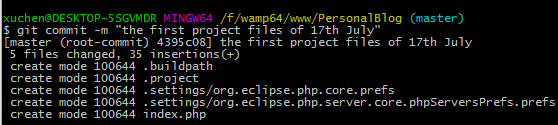 xuchen@DESKTOP-5SGVMDR MINGW64 /f/wamp64/www/PersonalBlog (master)
$ git commit -m "the first project files of 17th July"
[master (root-commit) 4395c08] the first project files of 17th July
 5 files changed, 35 insertions(+)
 create mode 100644 .buildpath
 create mode 100644 .project
 create mode 100644 .settings/org.eclipse.php.core.prefs
 create mode 100644 .settings/org.eclipse.php.server.core.phpServersPrefs.prefs
 create mode 100644 index.php